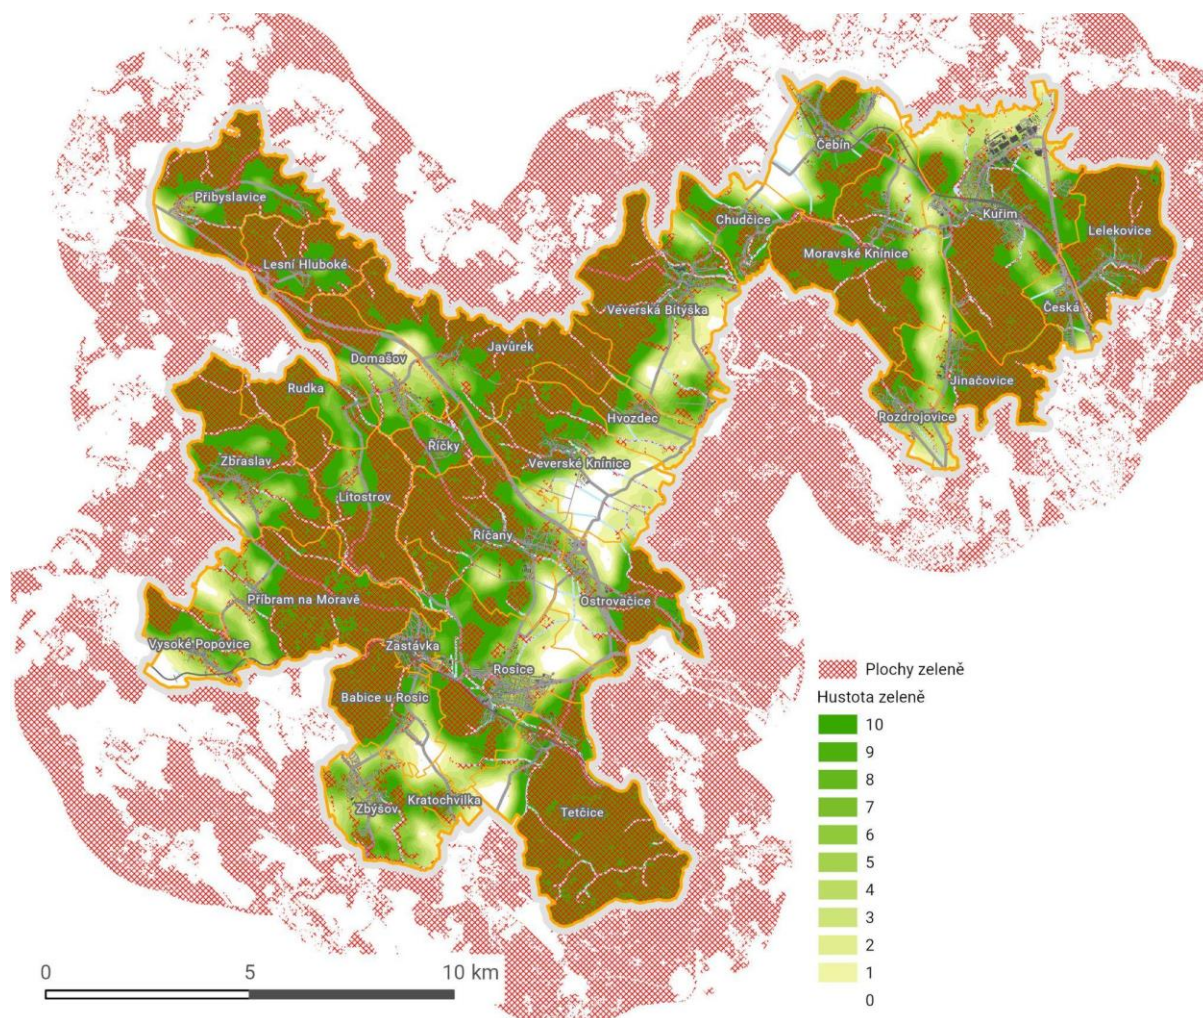 Čebín
Přibyslavice
Chudčice
Kuřim
Lelekovice
Moravské Knínice
Lesní Hluboké
Česká
Veverská Bítýška
Javůrek
Domašov
Jinačovice
Rudka
Rozdrojovice
Hvozdec
Říčky
Zbraslav
Veverské Knínice
Litostrov
Říčany
Příbram na Moravě
Ostrovačice
Vysoké Popovice
Zastávka
Rosice
Babice u Rosic
Zbýšov
Kratochvilka
Tetčice
Plochy zeleně
Hustota zeleně
10
9
8
7
6
5
4
3
2
1
0
0 5 10 km